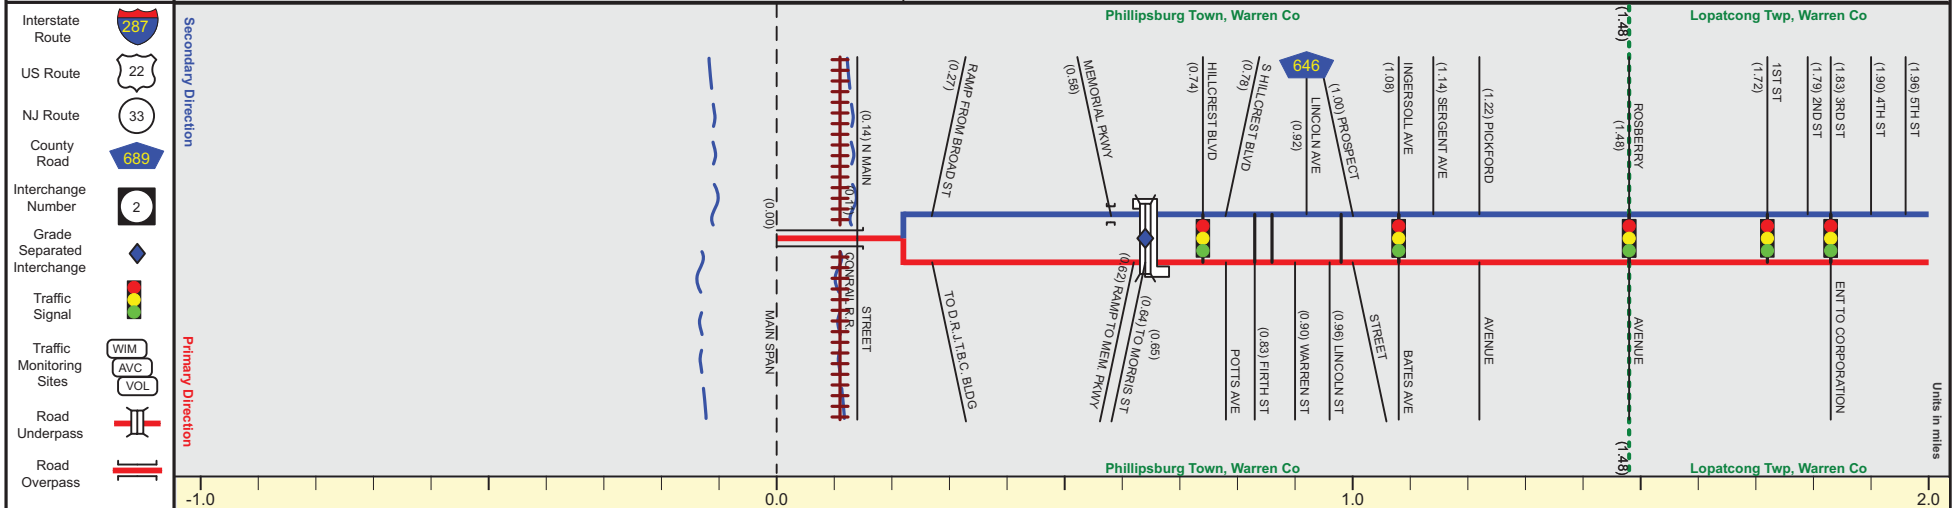 Interstate
Route
287
US Route
22
NJ Route
33
County
Road
689
Interchange
Number
2
Grade
Separated
Interchange
Traffic
Signal
Traffic
Monitoring
Sites
WIM
AVC
VOL
Road
Underpass
Road
Overpass
Secondary Direction
Primary Direction
Phillipsburg Town, Warren Co
(1.48)
Lopatcong Twp, Warren Co
(0.00)
MAIN SPAN
(0.14) N MAIN
STREET
CONRAIL R.R.
RAMP FROM BROAD ST
(0.27)
TO D.R.J.T.B.C. BLDG
MEMORIAL PKWY
(0.58)
(0.62) RAMP TO MEM. PKWY
(0.64) TO MORRIS ST
(0.65)
HILLCREST BLVD
(0.74)
S HILLCREST BLVD
(0.78)
POTTS AVE
(0.83) FIRTH ST
646
LINCOLN AVE
(0.92)
(0.90) WARREN ST
(0.96) LINCOLN ST
(1.00) PROSPECT
STREET
INGERSOLL AVE
(1.08)
BATES AVE
(1.14) SERGENT AVE
(1.22) PICKFORD
AVENUE
ROSBERRY
(1.48)
AVENUE
1ST ST
(1.72)
(1.79) 2ND ST
(1.83) 3RD ST
ENT TO CORPORATION
(1.90) 4TH ST
(1.96) 5TH ST
Units in miles
Phillipsburg Town, Warren Co
(1.48)
Lopatcong Twp, Warren Co
-1.0
0.0
1.0
2.0